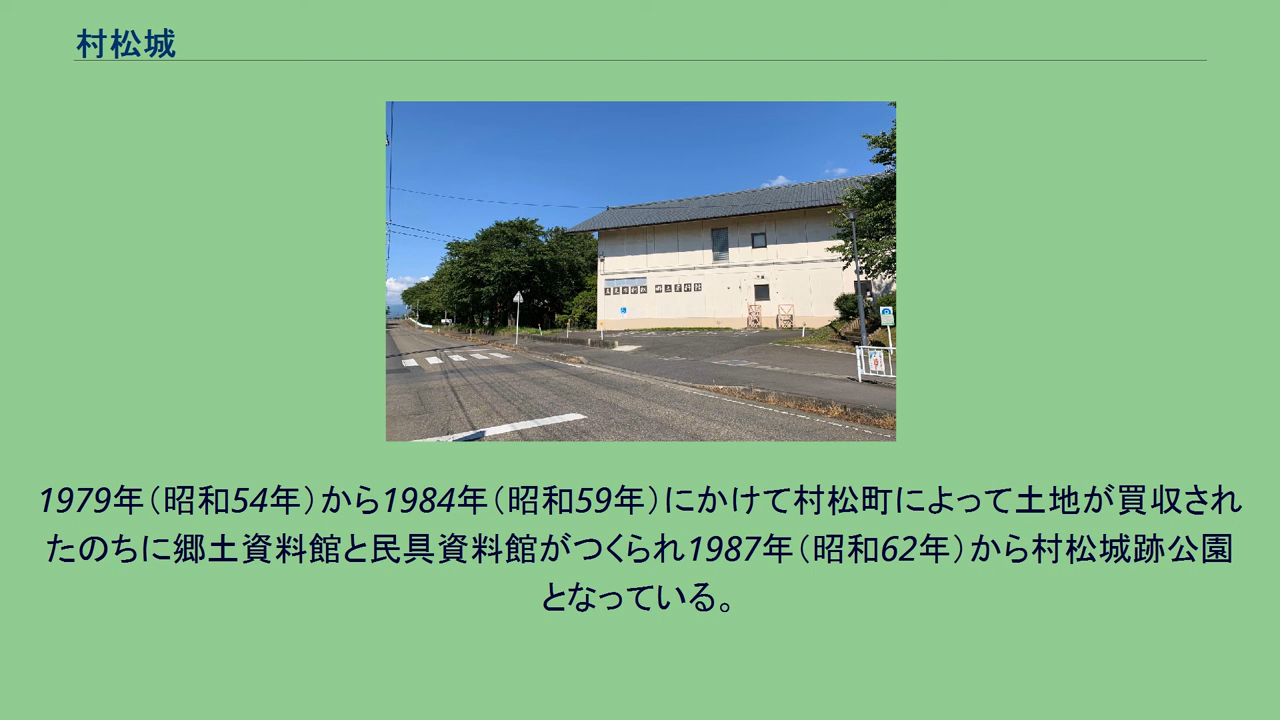 村松城
1979年(昭和54年)から1984年(昭和59年)にかけて村松町によって土地が買収され
たのちに郷土資料館と民具資料館がつくられ1987年(昭和62年)から村松城跡公園
となっている。